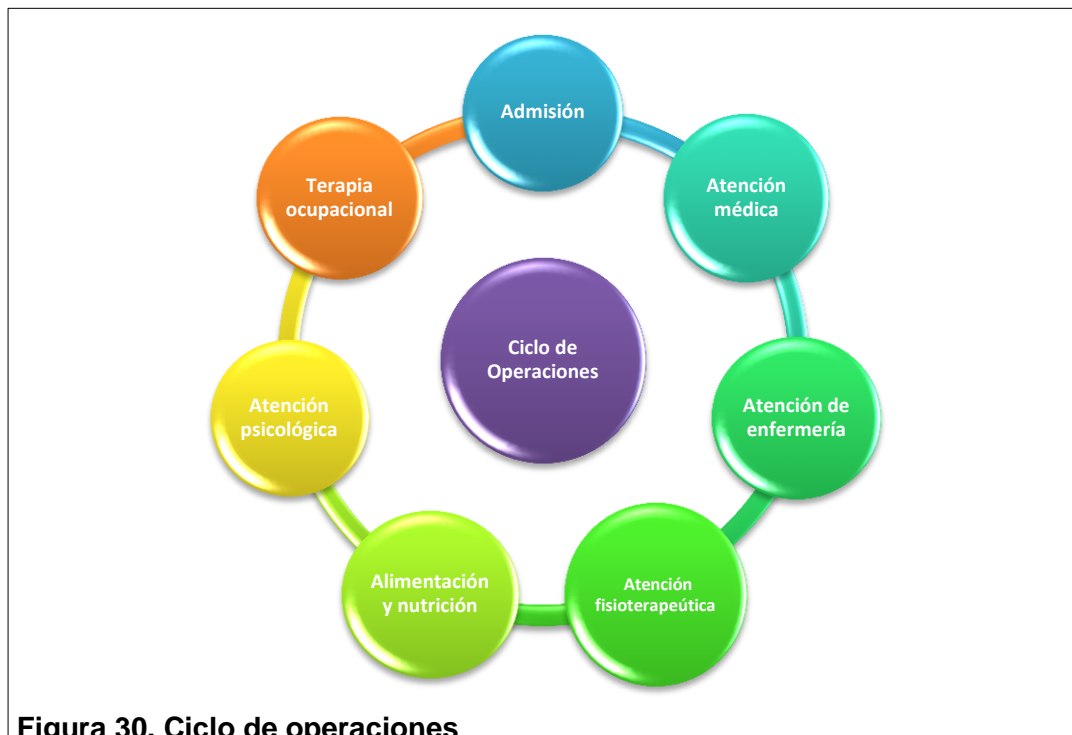 Admisión
Atención
médica
Atención de
enfermería
Atención
fisioterapeútica
Alimentación
y nutrición
Atención
psicológica
Terapia
ocupacional
Ciclo de
Operaciones
Figura 30. Ciclo de operaciones